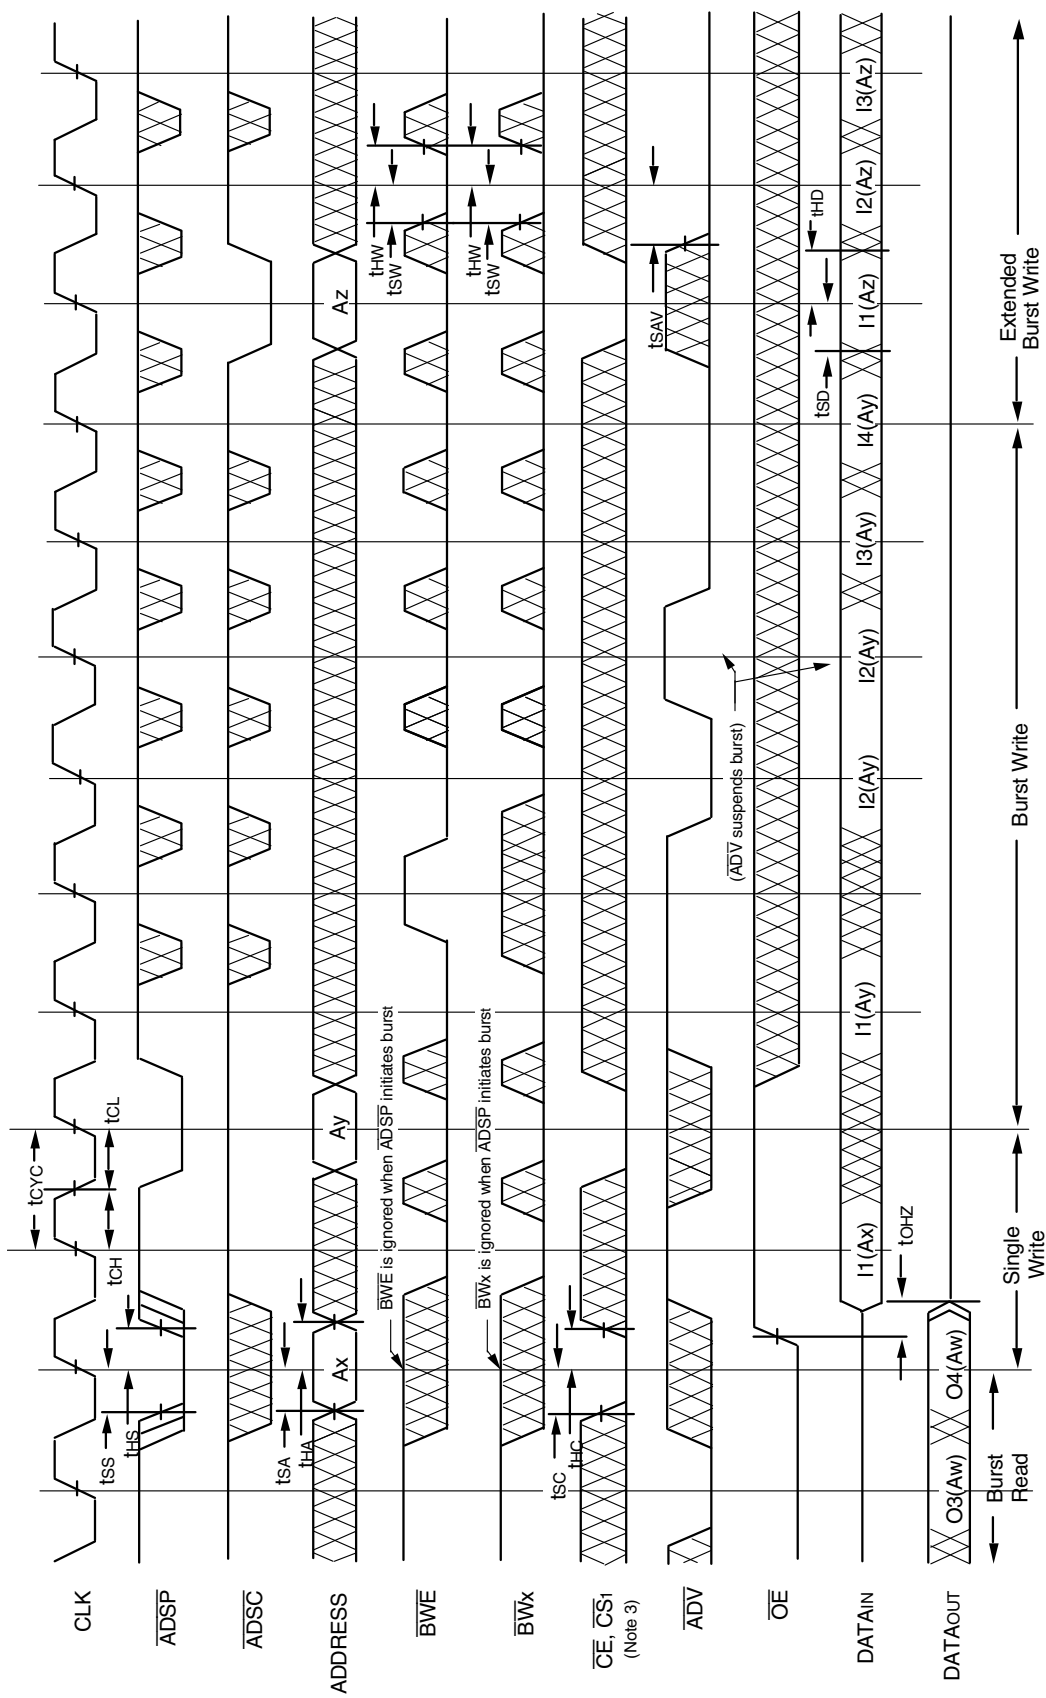 CLK
tCYC
tCH
tCL
ADSP
tSS
tHS
ADSC
ADDRESS
Ax
Ay
Az
tSA
tHA
BWE
BWE is ignored when ADSP initiates burst
tHW
tSW
BWx
BWx is ignored when ADSP initiates burst
tHW
tSW
CE, CS1
(Note 3)
tSC
tHC
ADV
tSAV
(ADV suspends burst)
OE
tOHZ
DATAIN
I1(Ax)
I1(Ay)
I2(Ay)
I2(Ay)
I3(Ay)
I4(Ay)
I1(Az)
I2(Az)
I3(Az)
tSD
tHD
DATAOUT
O3(Aw)
O4(Aw)
Burst
Read
Single
Write
Burst Write
Extended
Burst Write